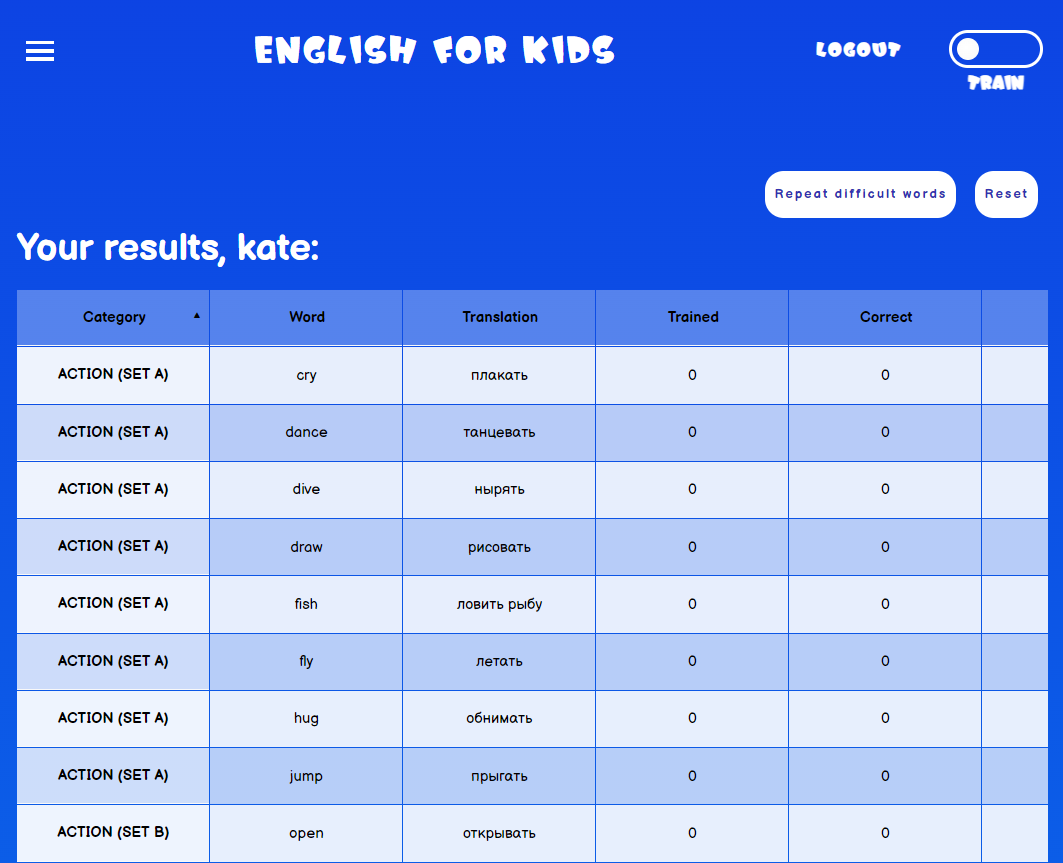 ENGLISH FOR KIDS
LOGOUT
TRAIN
Repeat difficult words
Reset
Your results, kate:
Category ▲ Word Translation Trained Correct
ACTION (SET A) cry плакать 0 0
ACTION (SET A) dance танцевать 0 0
ACTION (SET A) dive нырять 0 0
ACTION (SET A) draw рисовать 0 0
ACTION (SET A) fish ловить рыбу 0 0
ACTION (SET A) fly летать 0 0
ACTION (SET A) hug обнимать 0 0
ACTION (SET A) jump прыгать 0 0
ACTION (SET B) open открывать 0 0